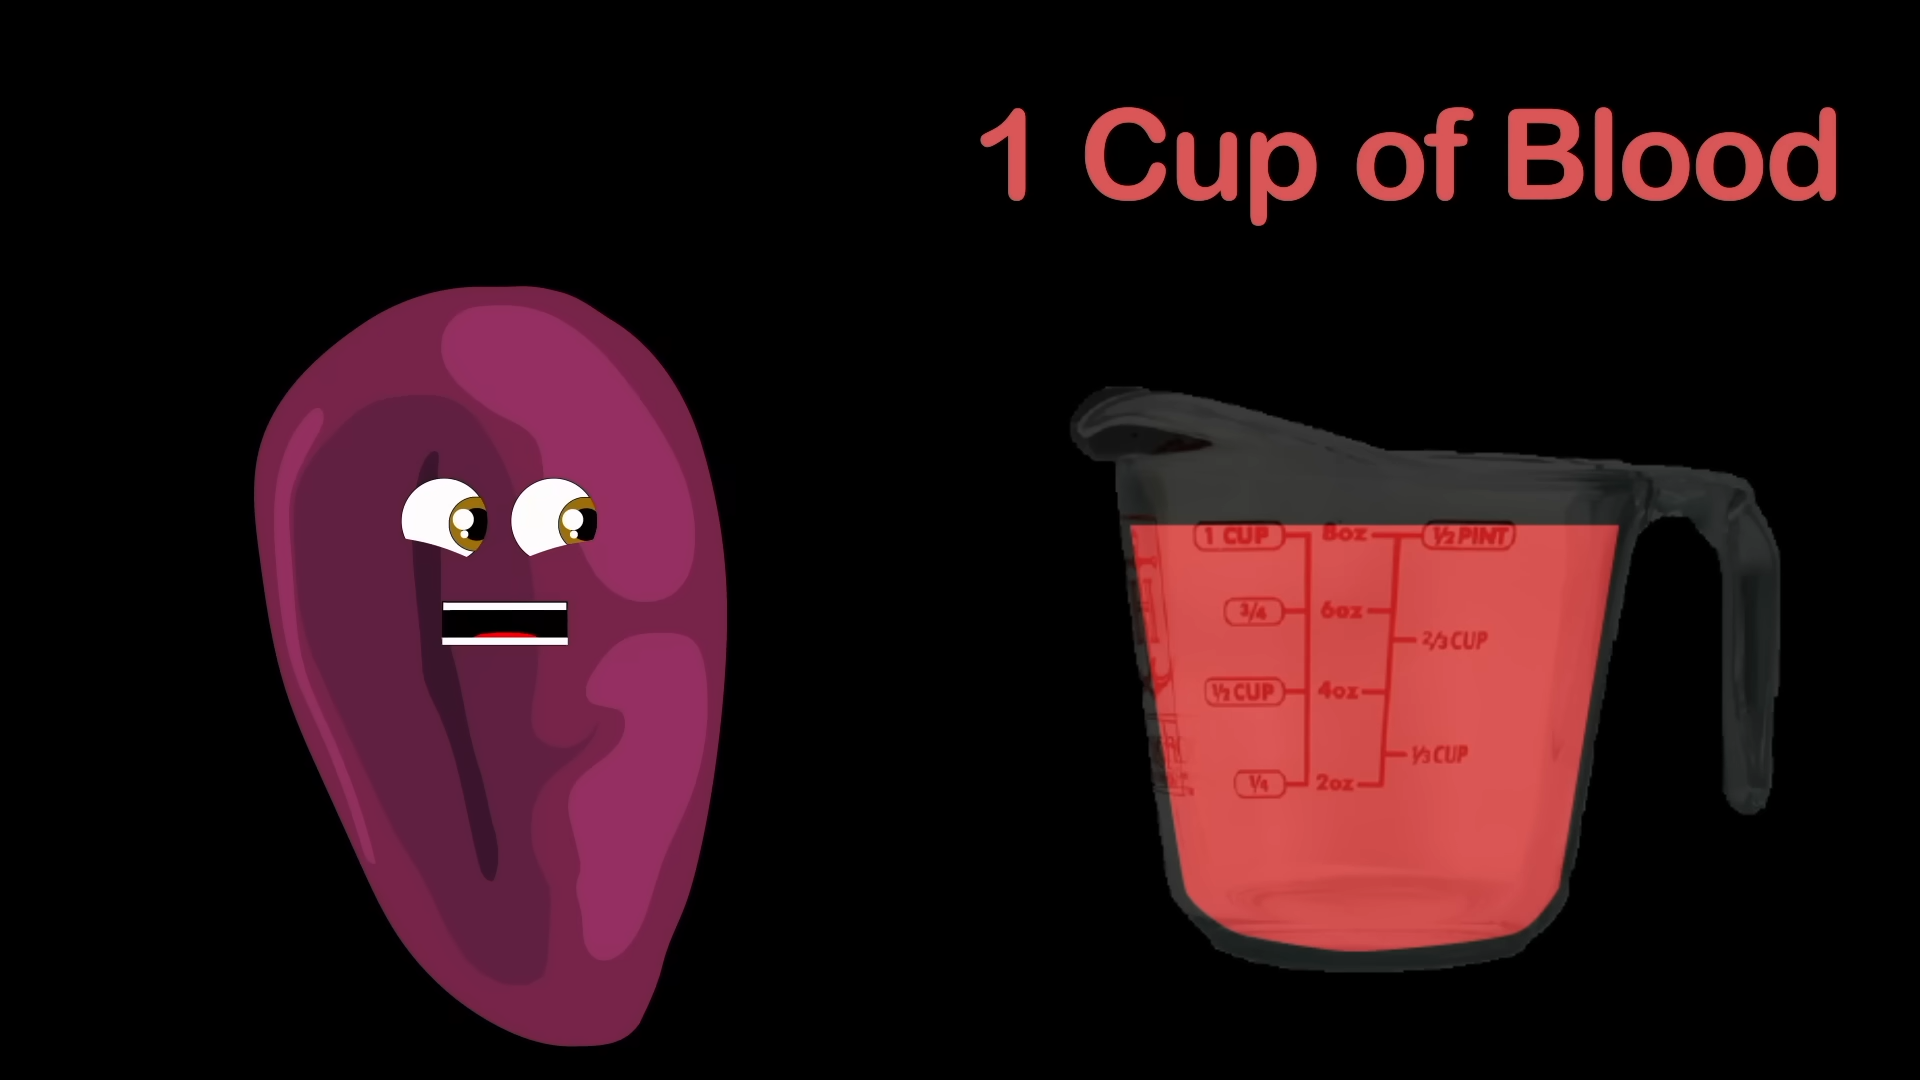 1 Cup of Blood
1 CUP 8oz 1/2 PINT
3/4 6oz
2/3 CUP
1/2 CUP 4oz
1/3 CUP
1/4 2oz